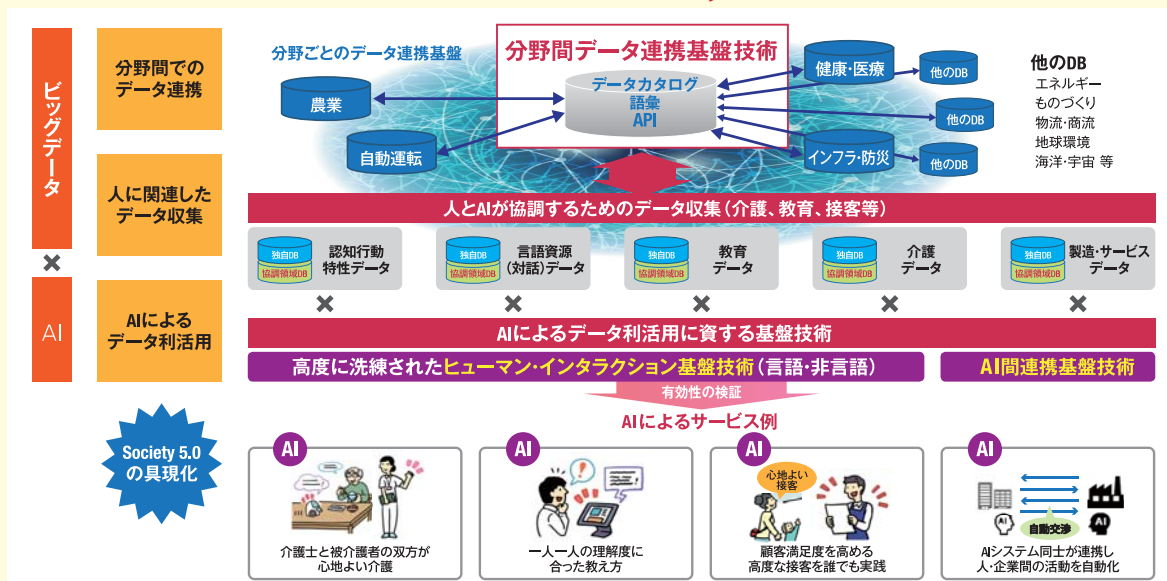 ビッグデータ
×
AI
分野間での
データ連携
人に関連した
データ収集
AIによる
データ利活用
Society 5.0
の具現化
分野ごとのデータ連携基盤
農業
自動運転
分野間データ連携基盤技術
データカタログ
語彙
API
健康・医療
インフラ・防災
他のDB
他のDB
他のDB
他のDB
エネルギー
ものづくり
物流・商流
地球環境
海洋・宇宙 等
人とAIが協調するためのデータ収集(介護、教育、接客等)
独自DB
協調領域DB
認知行動
特性データ
独自DB
協調領域DB
言語資源
(対話)データ
独自DB
協調領域DB
教育
データ
独自DB
協調領域DB
介護
データ
独自DB
協調領域DB
製造・サービス
データ
×
×
×
×
×
AIによるデータ利活用に資する基盤技術
高度に洗練されたヒューマン・インタラクション基盤技術(言語・非言語)
AI間連携基盤技術
有効性の検証
AIによるサービス例
AI
介護士と被介護者の双方が
心地よい介護
AI
一人一人の理解度に
合った教え方
AI
心地よい
接客
顧客満足度を高める
高度な接客を誰でも実践
AI
自動交渉
AI
AIシステム同士が連携し
人・企業間の活動を自動化